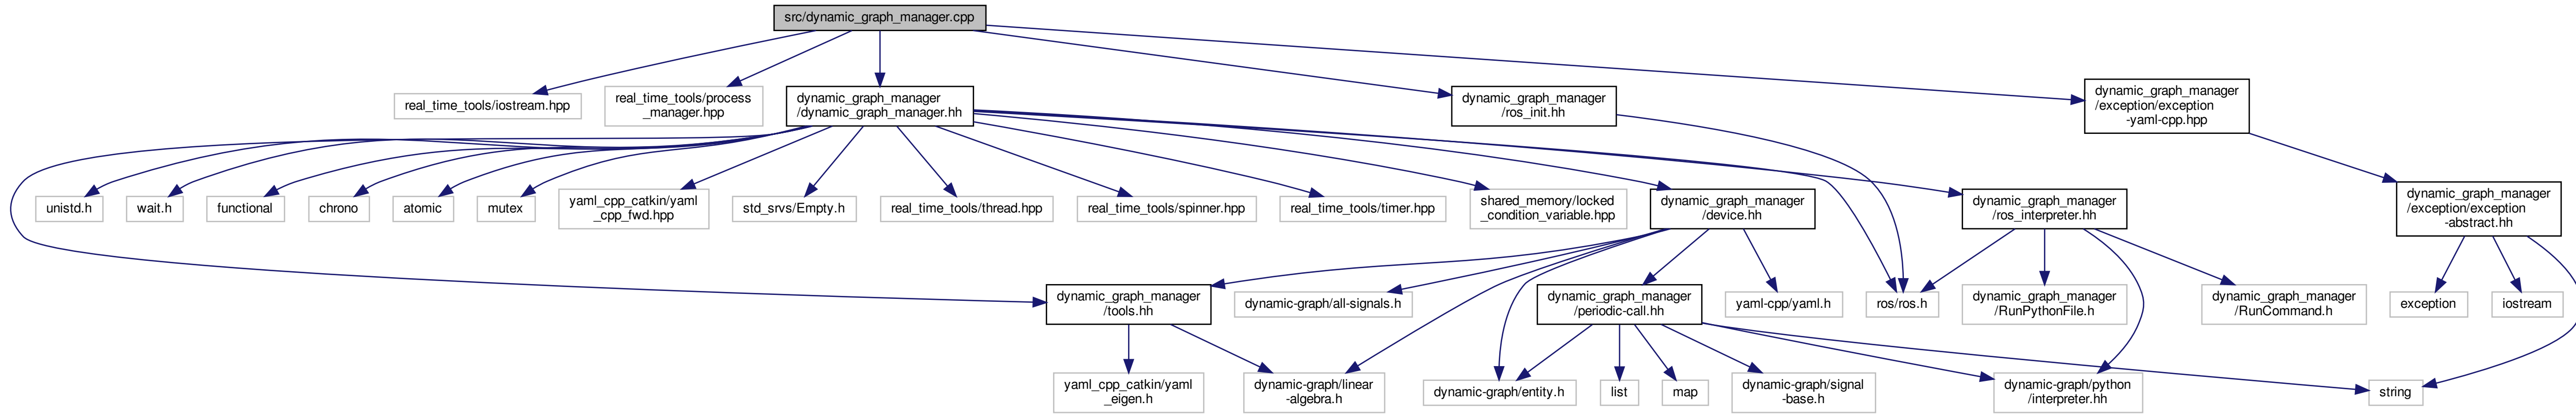 src/dynamic_graph_manager.cpp
real_time_tools/iostream.hpp
real_time_tools/process
_manager.hpp
dynamic_graph_manager
/dynamic_graph_manager.hh
dynamic_graph_manager
/ros_init.hh
dynamic_graph_manager
/exception/exception
-yaml-cpp.hpp
unistd.h
wait.h
functional
chrono
atomic
mutex
yaml_cpp_catkin/yaml
_cpp_fwd.hpp
std_srvs/Empty.h
real_time_tools/thread.hpp
real_time_tools/spinner.hpp
real_time_tools/timer.hpp
shared_memory/locked
_condition_variable.hpp
dynamic_graph_manager
/device.hh
dynamic_graph_manager
/ros_interpreter.hh
dynamic_graph_manager
/exception/exception
-abstract.hh
dynamic_graph_manager
/tools.hh
dynamic-graph/all-signals.h
dynamic_graph_manager
/periodic-call.hh
yaml-cpp/yaml.h
ros/ros.h
dynamic_graph_manager
/RunPythonFile.h
dynamic_graph_manager
/RunCommand.h
exception
iostream
yaml_cpp_catkin/yaml
_eigen.h
dynamic-graph/linear
-algebra.h
dynamic-graph/entity.h
list
map
dynamic-graph/signal
-base.h
dynamic-graph/python
/interpreter.hh
string